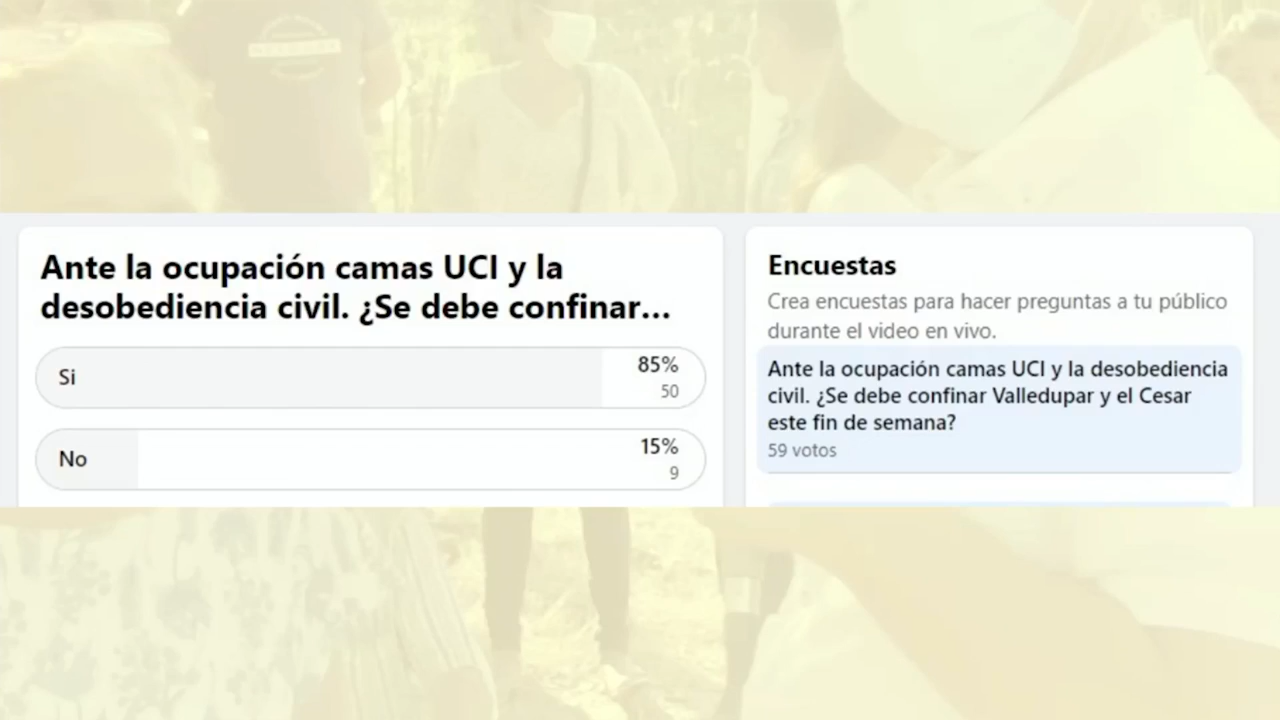 Ante la ocupación camas UCI y la
desobediencia civil. ¿Se debe confinar...
Si
85%
50
No
15%
9
Encuestas
Crea encuestas para hacer preguntas a tu público
durante el video en vivo.
Ante la ocupación camas UCI y la desobediencia
civil. ¿Se debe confinar Valledupar y el Cesar
este fin de semana?
59 votos